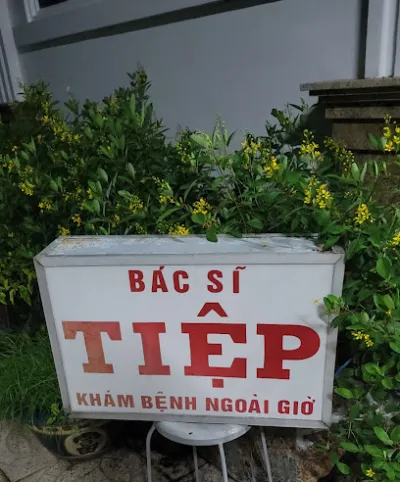 BÁC SĨ
TIỆP
KHÁM BỆNH NGOÀI GIỜ